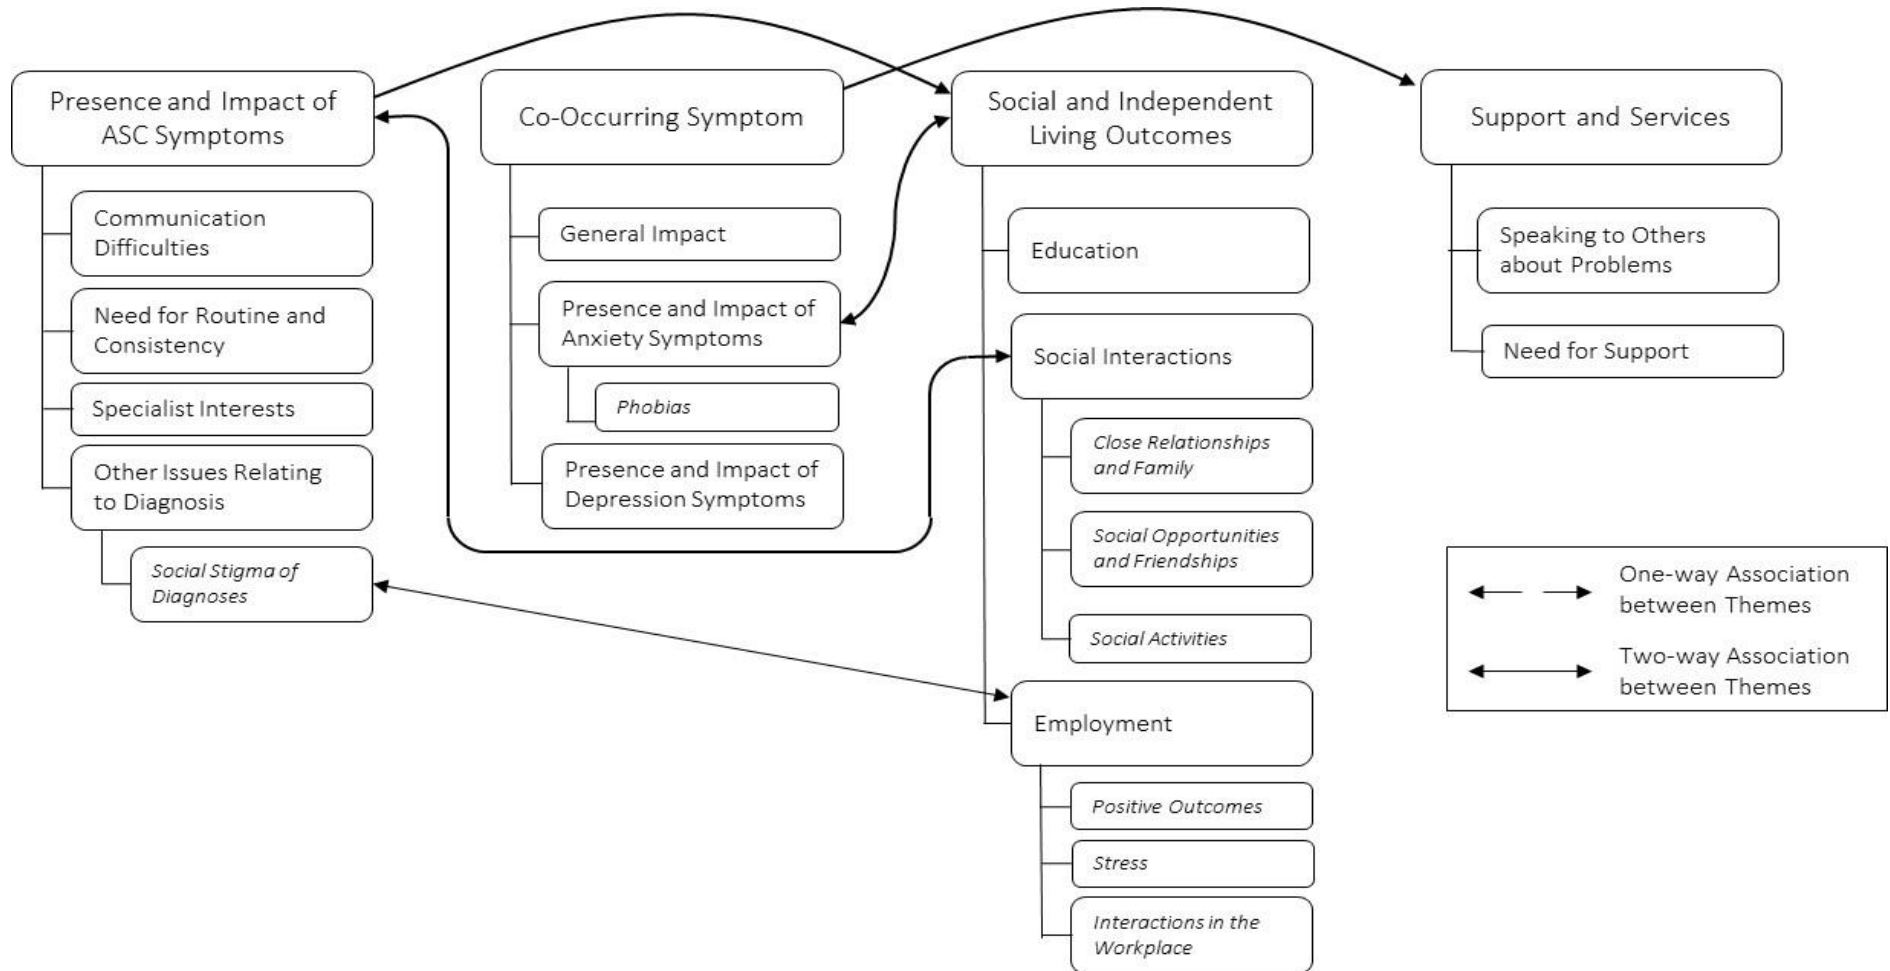 Presence and Impact of
ASC Symptoms
Communication
Difficulties
Need for Routine and
Consistency
Specialist Interests
Other Issues Relating
to Diagnosis
Social Stigma of
Diagnoses
Co-Occurring Symptom
General Impact
Presence and Impact of
Anxiety Symptoms
Phobias
Presence and Impact of
Depression Symptoms
Social and Independent
Living Outcomes
Education
Social Interactions
Close Relationships
and Family
Social Opportunities
and Friendships
Social Activities
Employment
Positive Outcomes
Stress
Interactions in the
Workplace
Support and Services
Speaking to Others
about Problems
Need for Support
One-way Association
between Themes
Two-way Association
between Themes